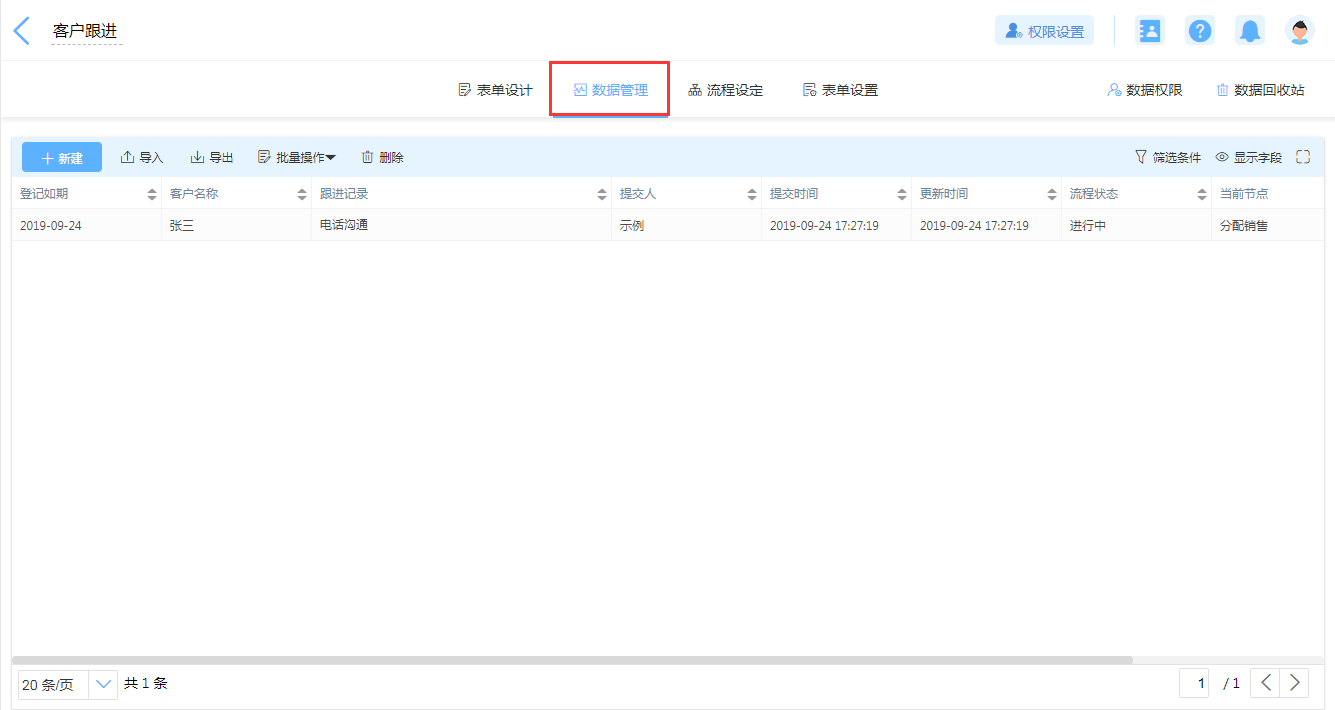 客户跟进
权限设置
表单设计 数据管理 流程设定 表单设置 数据权限 数据回收站
新建 导入 导出 批量操作 删除 筛选条件 显示字段
登记如期 客户名称 跟进记录 提交人 提交时间 更新时间 流程状态 当前节点
2019-09-24 张三 电话沟通 示例 2019-09-24 17:27:19 2019-09-24 17:27:19 进行中 分配销售
20 条/页 共 1 条 1 / 1